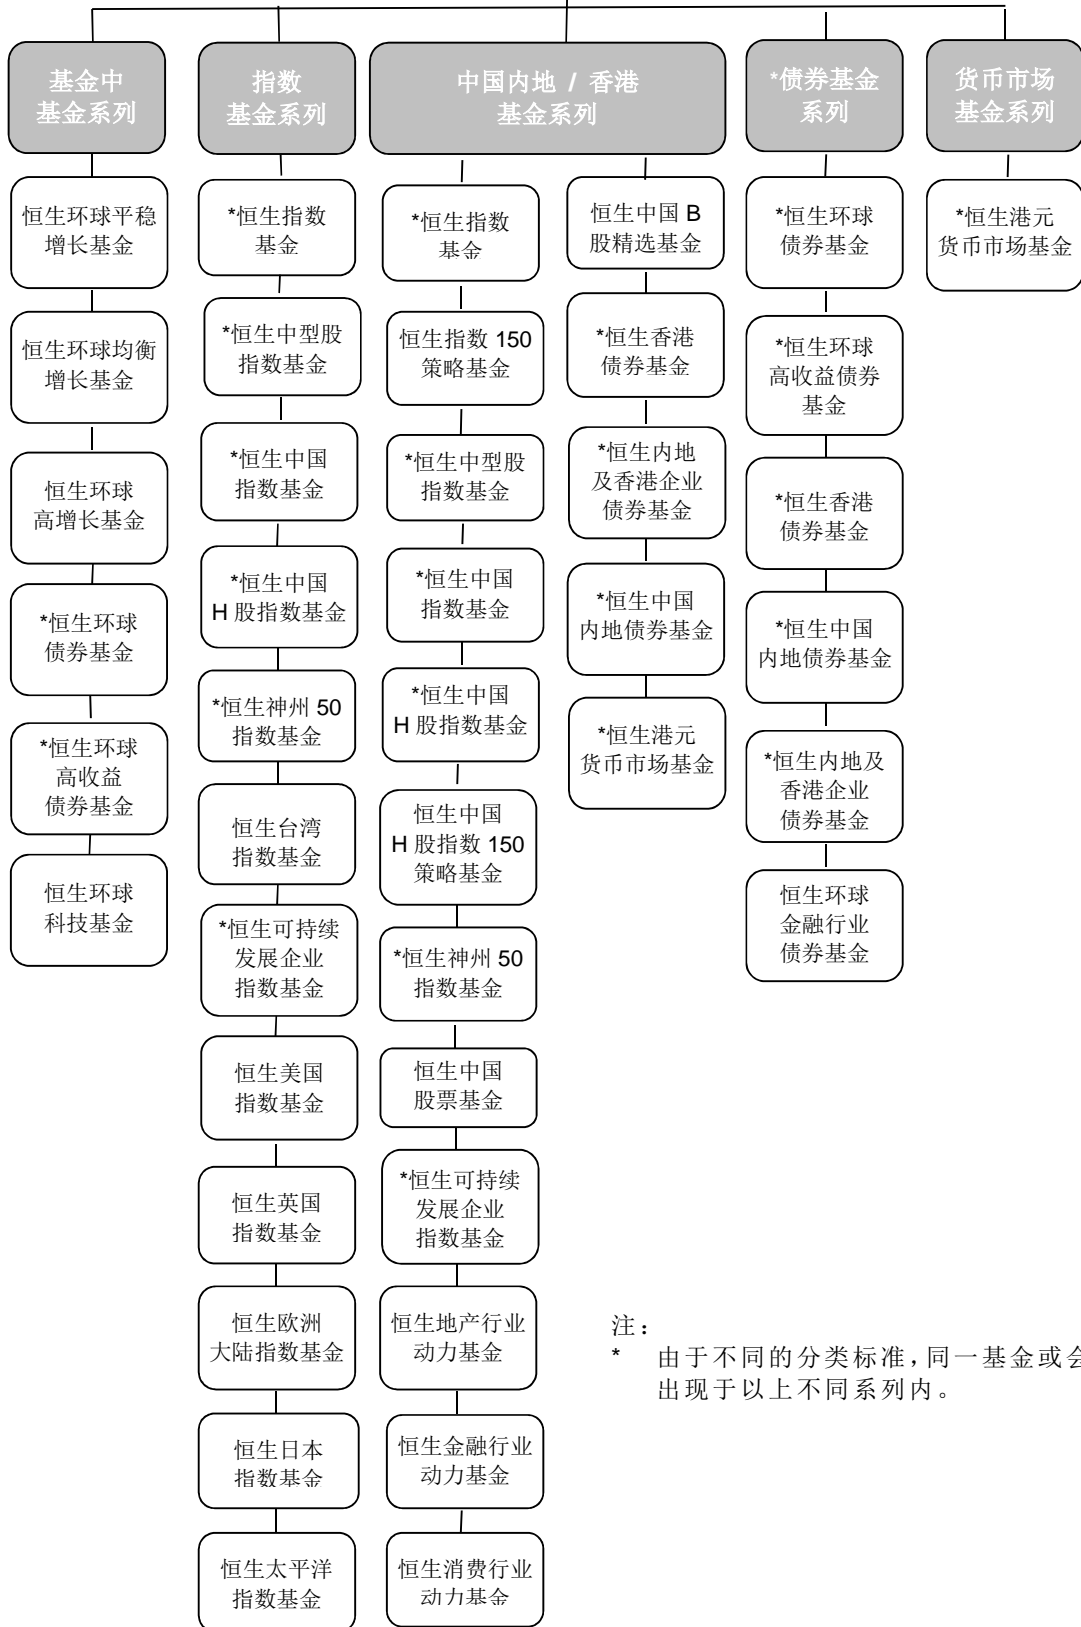 基金中
基金系列
指数
基金系列
中国内地 / 香港
基金系列
*债券基金
系列
货币市场
基金系列
恒生环球平稳
增长基金
恒生环球均衡
增长基金
恒生环球
高增长基金
*恒生环球
债券基金
*恒生环球
高收益
债券基金
恒生环球
科技基金
*恒生指数
基金
*恒生中型股
指数基金
*恒生中国
指数基金
*恒生中国
H 股指数基金
*恒生神州 50
指数基金
恒生台湾
指数基金
*恒生可持续
发展企业
指数基金
恒生美国
指数基金
恒生英国
指数基金
恒生欧洲
大陆指数基金
恒生日本
指数基金
恒生太平洋
指数基金
*恒生指数
基金
恒生指数 150
策略基金
*恒生中型股
指数基金
*恒生中国
指数基金
*恒生中国
H 股指数基金
恒生中国
H 股指数 150
策略基金
*恒生神州 50
指数基金
恒生中国
股票基金
*恒生可持续
发展企业
指数基金
恒生地产行业
动力基金
恒生金融行业
动力基金
恒生消费行业
动力基金
恒生中国 B
股精选基金
*恒生香港
债券基金
*恒生内地
及香港企业
债券基金
*恒生中国
内地债券基金
*恒生港元
货币市场基金
*恒生环球
债券基金
*恒生环球
高收益债券
基金
*恒生香港
债券基金
*恒生中国
内地债券基金
*恒生内地及
香港企业
债券基金
恒生环球
金融行业
债券基金
*恒生港元
货币市场基金
注：
* 由于不同的分类标准，同一基金或会
出现于以上不同系列内。